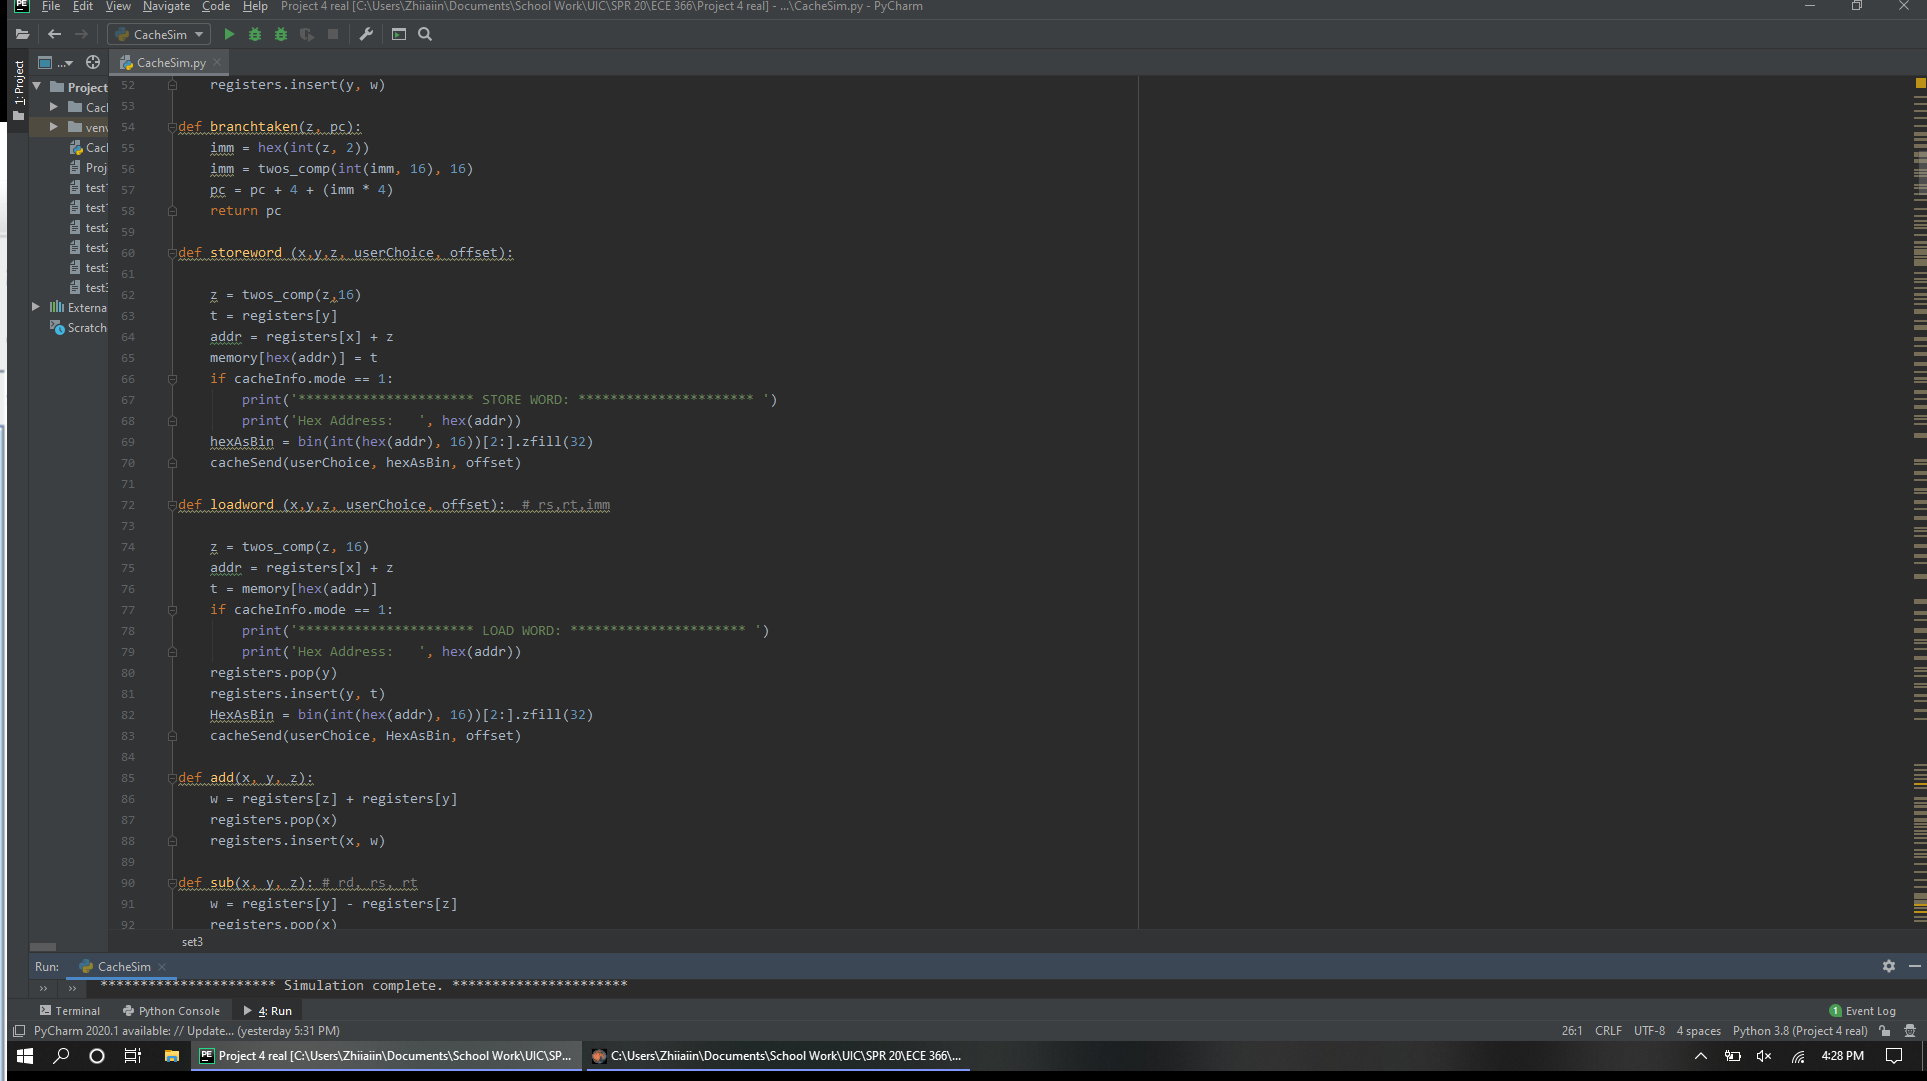 PE File Edit View Navigate Code Help Project 4 real [C:\Users\Zhiiaiin\Documents\School Work\UIC\SPR 20\ECE 366\Project 4 real] - ...\CacheSim.py - PyCharm
CacheSim
...
CacheSim.py
1: Project
Project
Cacl
venv
Cacl
Proj
test1
test1
test2
test2
test3
test3
Externa
Scratch
52 registers.insert(y, w)
53
54 def branchtaken(z, pc):
55 imm = hex(int(z, 2))
56 imm = twos_comp(int(imm, 16), 16)
57 pc = pc + 4 + (imm * 4)
58 return pc
59
60 def storeword (x,y,z, userChoice, offset):
61
62 z = twos_comp(z,16)
63 t = registers[y]
64 addr = registers[x] + z
65 memory[hex(addr)] = t
66 if cacheInfo.mode == 1:
67 print('********************** STORE WORD: ********************** ')
68 print('Hex Address:   ', hex(addr))
69 hexAsBin = bin(int(hex(addr), 16))[2:].zfill(32)
70 cacheSend(userChoice, hexAsBin, offset)
71
72 def loadword (x,y,z, userChoice, offset):  # rs,rt,imm
73
74 z = twos_comp(z, 16)
75 addr = registers[x] + z
76 t = memory[hex(addr)]
77 if cacheInfo.mode == 1:
78 print('********************** LOAD WORD: ********************** ')
79 print('Hex Address:   ', hex(addr))
80 registers.pop(y)
81 registers.insert(y, t)
82 HexAsBin = bin(int(hex(addr), 16))[2:].zfill(32)
83 cacheSend(userChoice, HexAsBin, offset)
84
85 def add(x, y, z):
86 w = registers[z] + registers[y]
87 registers.pop(x)
88 registers.insert(x, w)
89
90 def sub(x, y, z): # rd, rs, rt
91 w = registers[y] - registers[z]
92 registers.pop(x)
set3
Run: CacheSim
>> >> ********************** Simulation complete. **********************
Terminal Python Console 4: Run 1 Event Log
PyCharm 2020.1 available: // Update... (yesterday 5:31 PM) 26:1 CRLF UTF-8 4 spaces Python 3.8 (Project 4 real)
PE Project 4 real [C:\Users\Zhiiaiin\Documents\School Work\UIC\SP... C:\Users\Zhiiaiin\Documents\School Work\UIC\SPR 20\ECE 366\... 4:28 PM